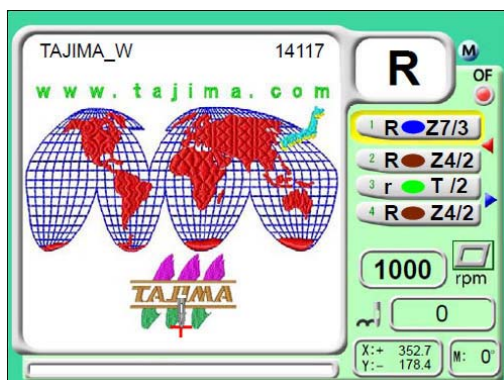 TAJIMA_W 14117
www.tajima.com
TAJIMA
R
M
OF
1 R Z7/3
2 R Z4/2
3 r T /2
4 R Z4/2
1000
rpm
0
X:+ 352.7
Y:- 178.4
M: 0°